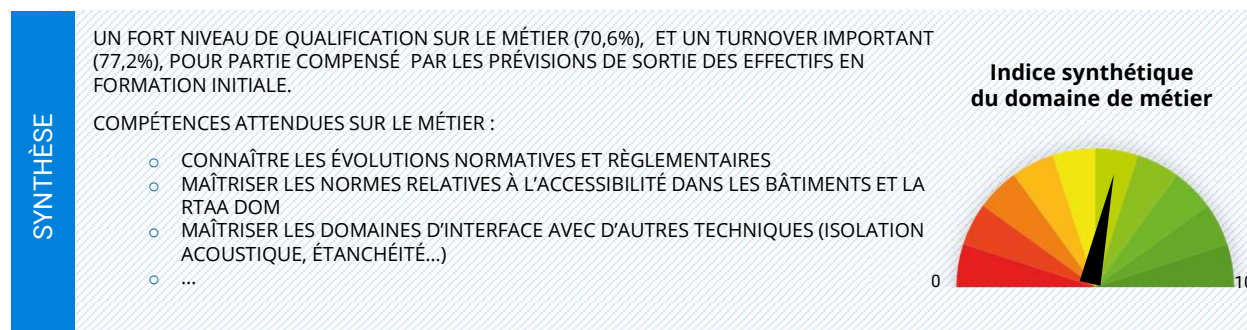 SYNTHÈSE
UN FORT NIVEAU DE QUALIFICATION SUR LE MÉTIER (70,6%), ET UN TURNOVER IMPORTANT
(77,2%), POUR PARTIE COMPENSÉ PAR LES PRÉVISIONS DE SORTIE DES EFFECTIFS EN
FORMATION INITIALE.
COMPÉTENCES ATTENDUES SUR LE MÉTIER :
o CONNAÎTRE LES ÉVOLUTIONS NORMATIVES ET RÈGLEMENTAIRES
o MAÎTRISER LES NORMES RELATIVES À L’ACCESSIBILITÉ DANS LES BÂTIMENTS ET LA
RTAA DOM
o MAÎTRISER LES DOMAINES D'INTERFACE AVEC D’AUTRES TECHNIQUES (ISOLATION
ACOUSTIQUE, ÉTANCHÉITÉ...)
o ...
Indice synthétique
du domaine de métier
0
10